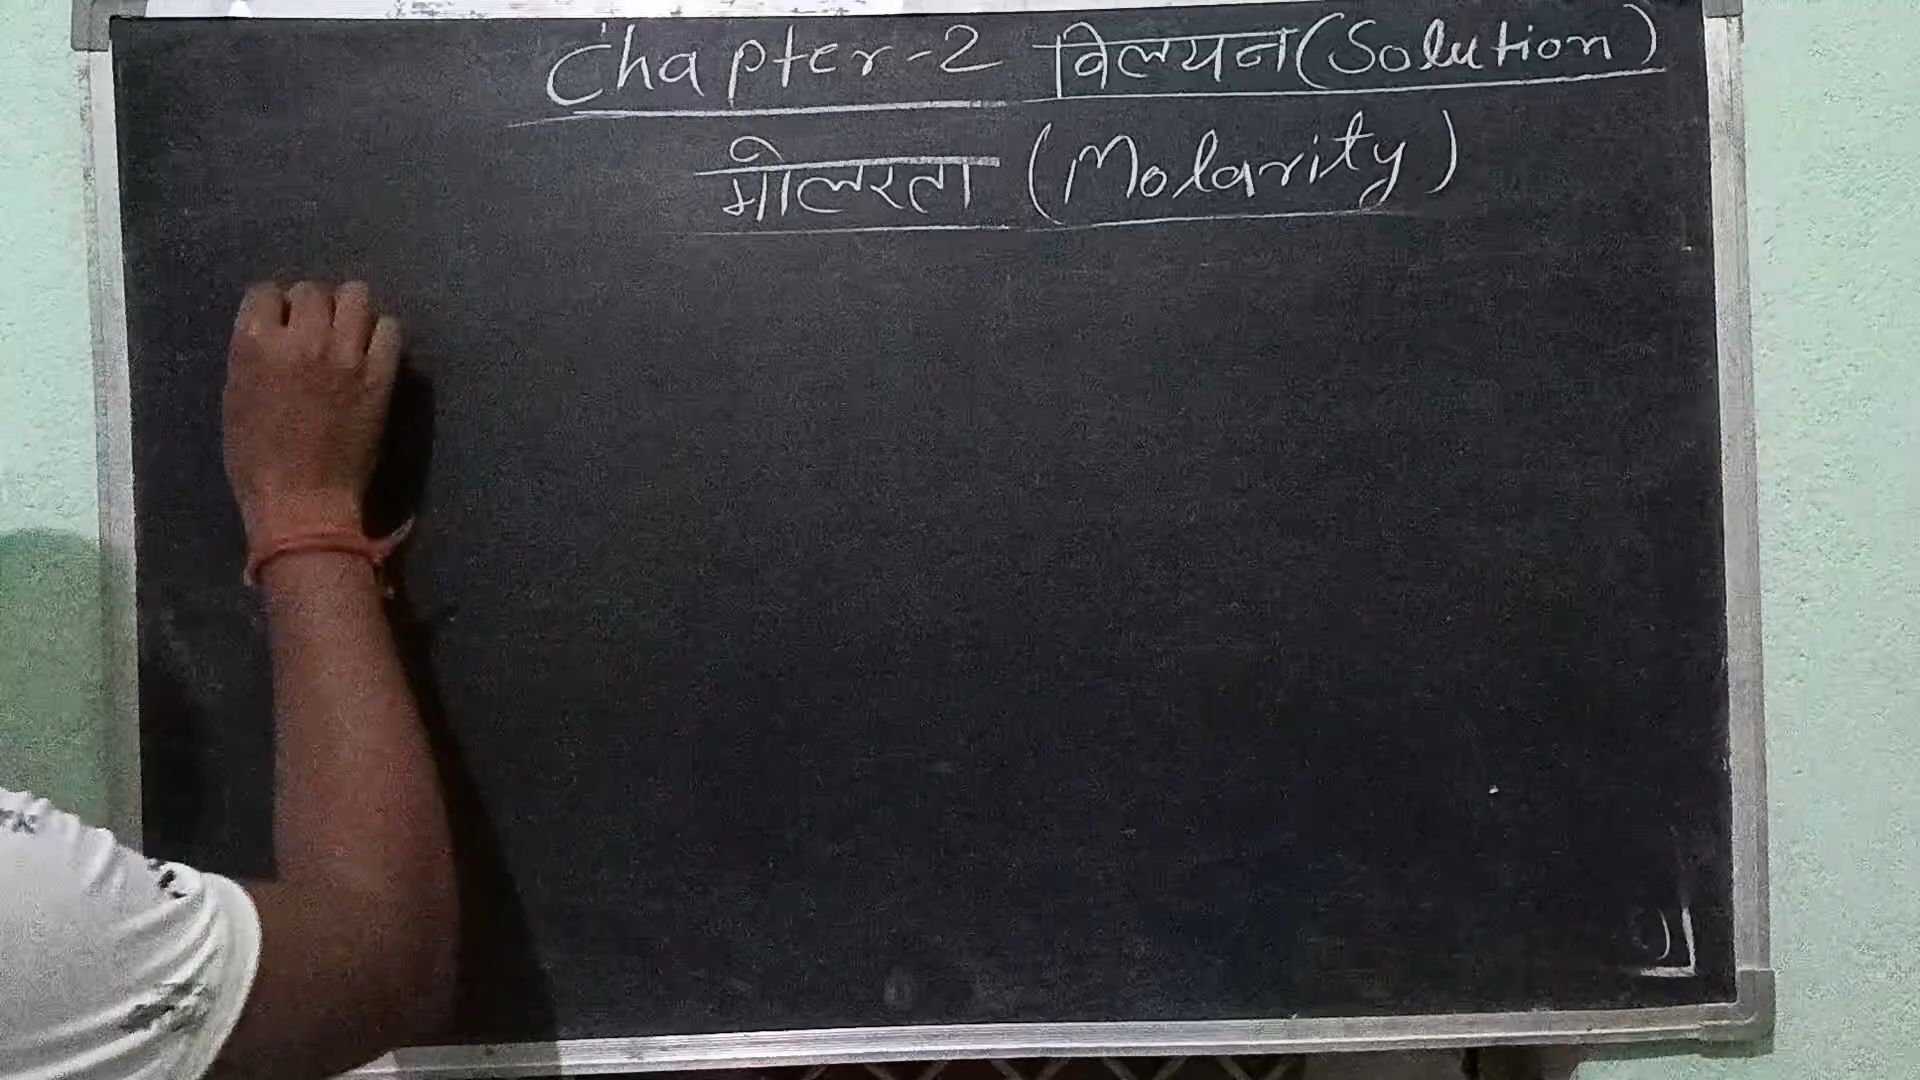 Chapter-2 विलयन (Solution)
मोलरता (Molarity)